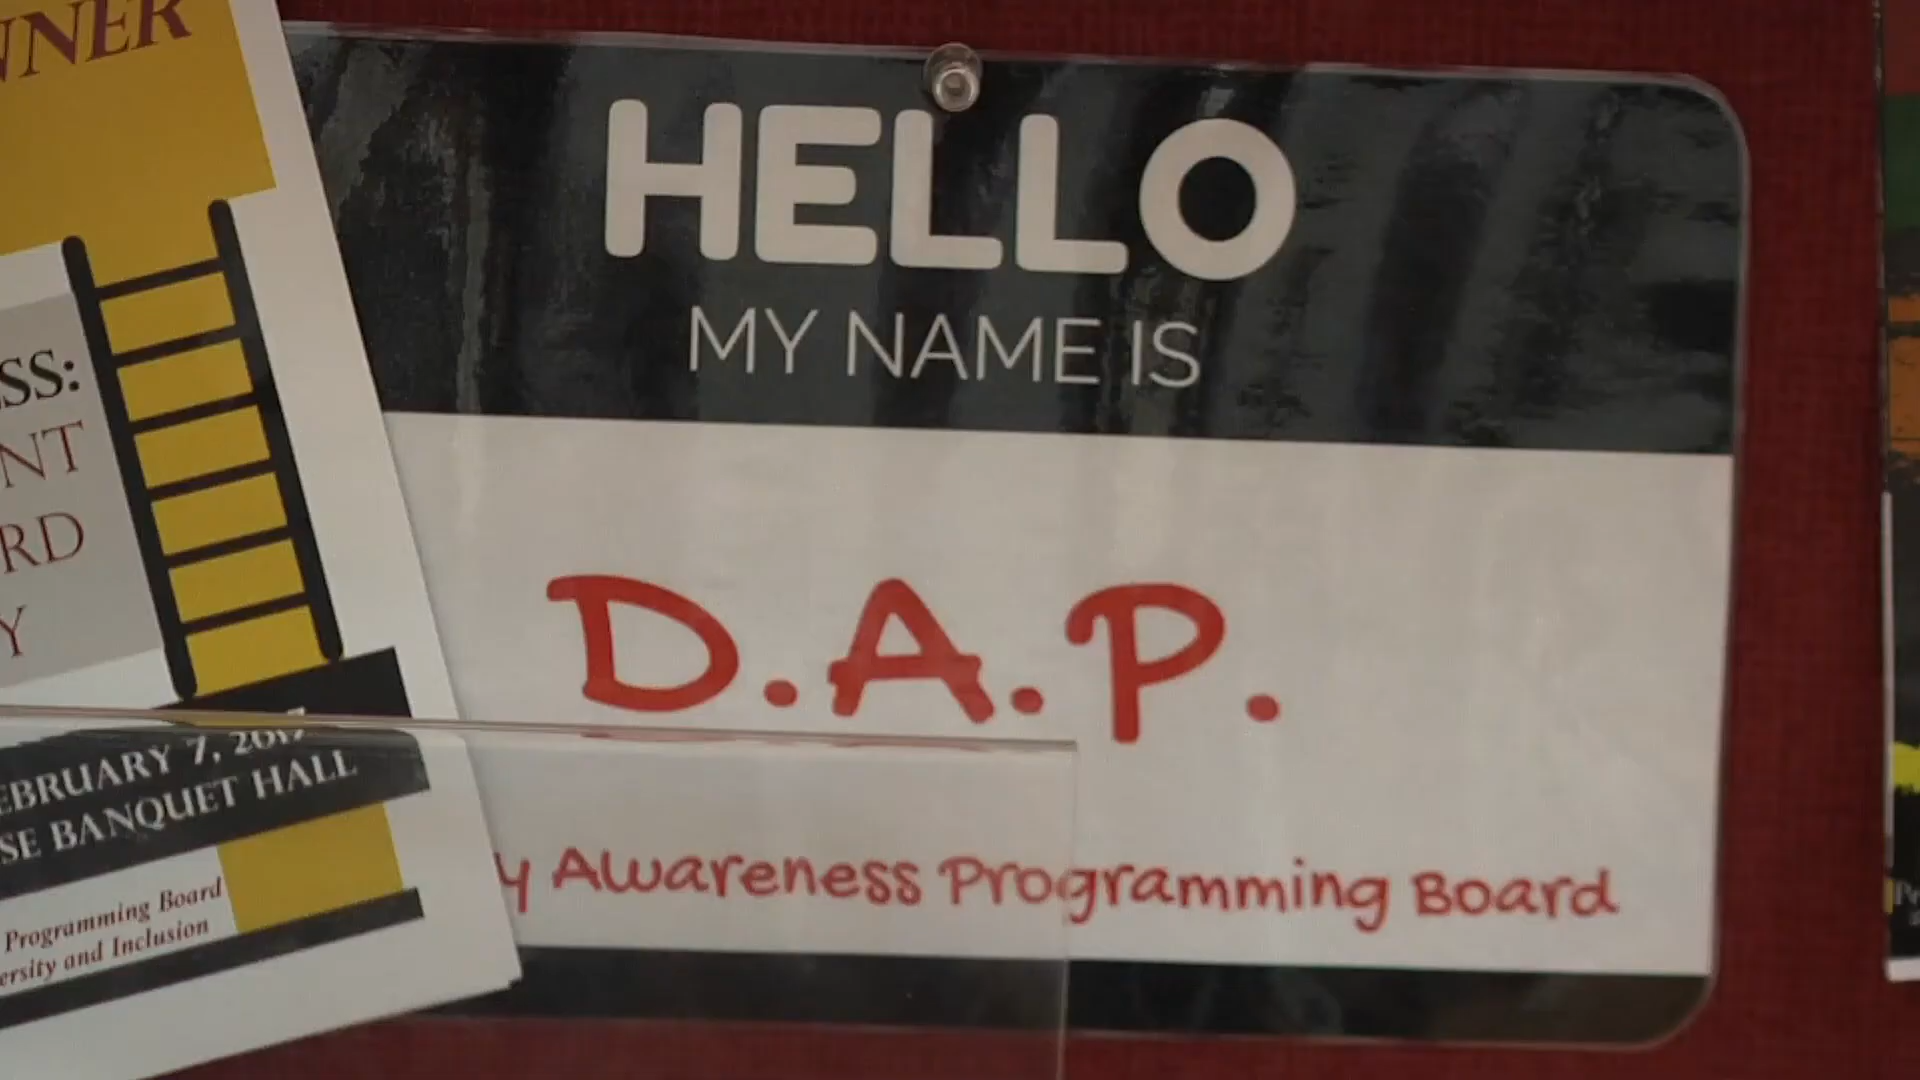 NNER
SS:
NT
RD
Y
EBRUARY 7, 2017
SE BANQUET HALL
Programming Board
ersity and Inclusion
HELLO
MY NAME IS
D.A.P.
y Awareness Programming Board